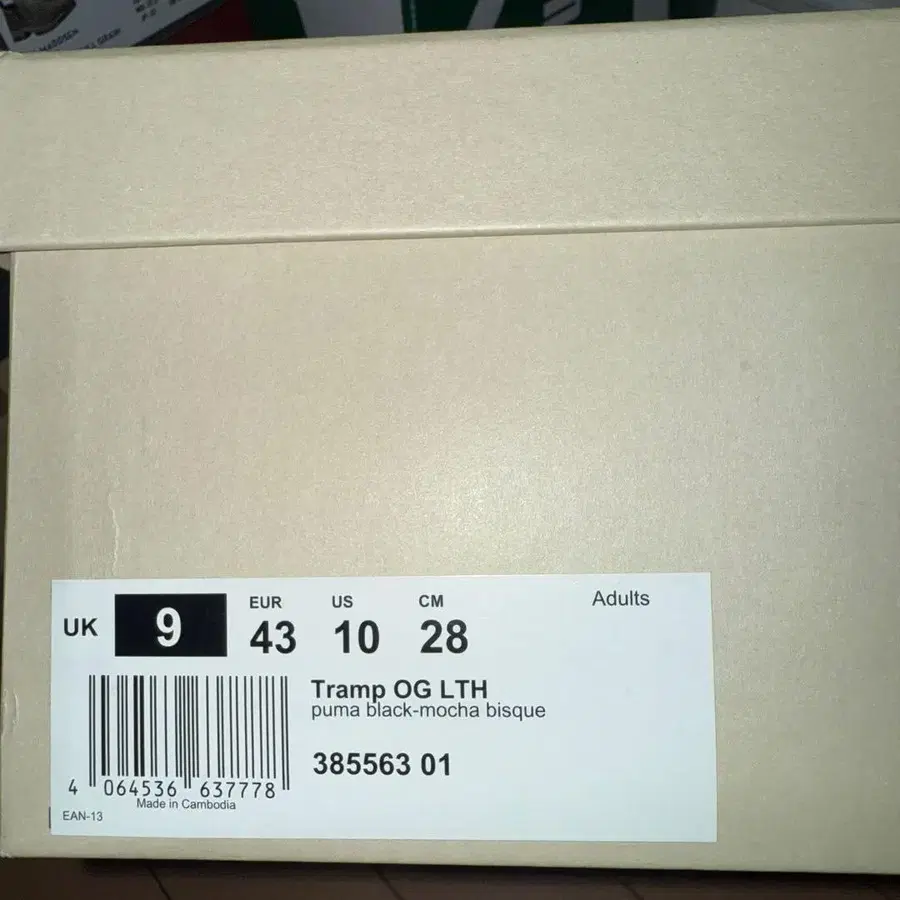 UK 9
EUR US CM Adults
43 10 28
Tramp OG LTH
puma black-mocha bisque
385563 01
4 064536 637778
Made in Cambodia
EAN-13